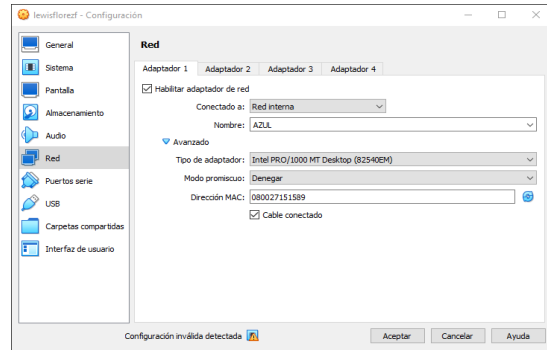 lewisflorezf - Configuración
General
Sistema
Pantalla
Almacenamiento
Audio
Red
Puertos serie
USB
Carpetas compartidas
Interfaz de usuario
Red
Adaptador 1 Adaptador 2 Adaptador 3 Adaptador 4
Habilitar adaptador de red
Conectado a: Red interna
Nombre: AZUL
Avanzado
Tipo de adaptador: Intel PRO/1000 MT Desktop (82540EM)
Modo promiscuo: Denegar
Dirección MAC: 080027151589
Cable conectado
Configuración inválida detectada
Aceptar Cancelar Ayuda